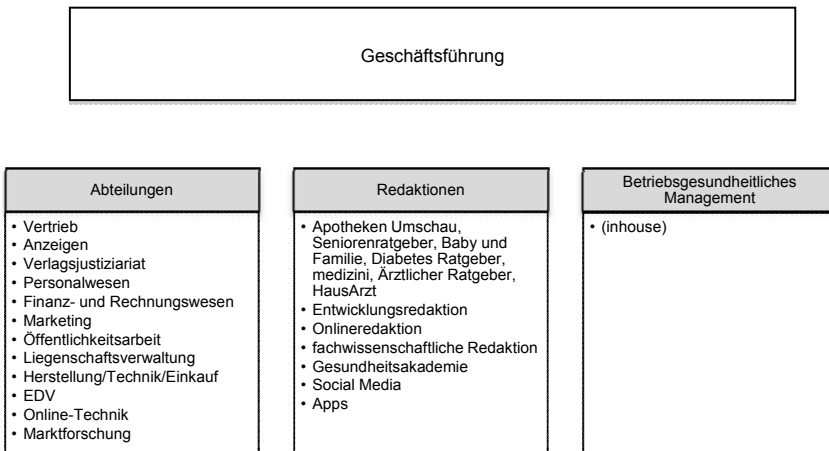 Geschäftsführung
Abteilungen
• Vertrieb
• Anzeigen
• Verlagsjustiziariat
• Personalwesen
• Finanz- und Rechnungswesen
• Marketing
• Öffentlichkeitsarbeit
• Liegenschaftsverwaltung
• Herstellung/Technik/Einkauf
• EDV
• Online-Technik
• Marktforschung
Redaktionen
• Apotheken Umschau,
Seniorenratgeber, Baby und
Familie, Diabetes Ratgeber,
medizini, Ärztlicher Ratgeber,
HausArzt
• Entwicklungsredaktion
• Onlineredaktion
• fachwissenschaftliche Redaktion
• Gesundheitsakademie
• Social Media
• Apps
Betriebsgesundheitliches
Management
• (inhouse)